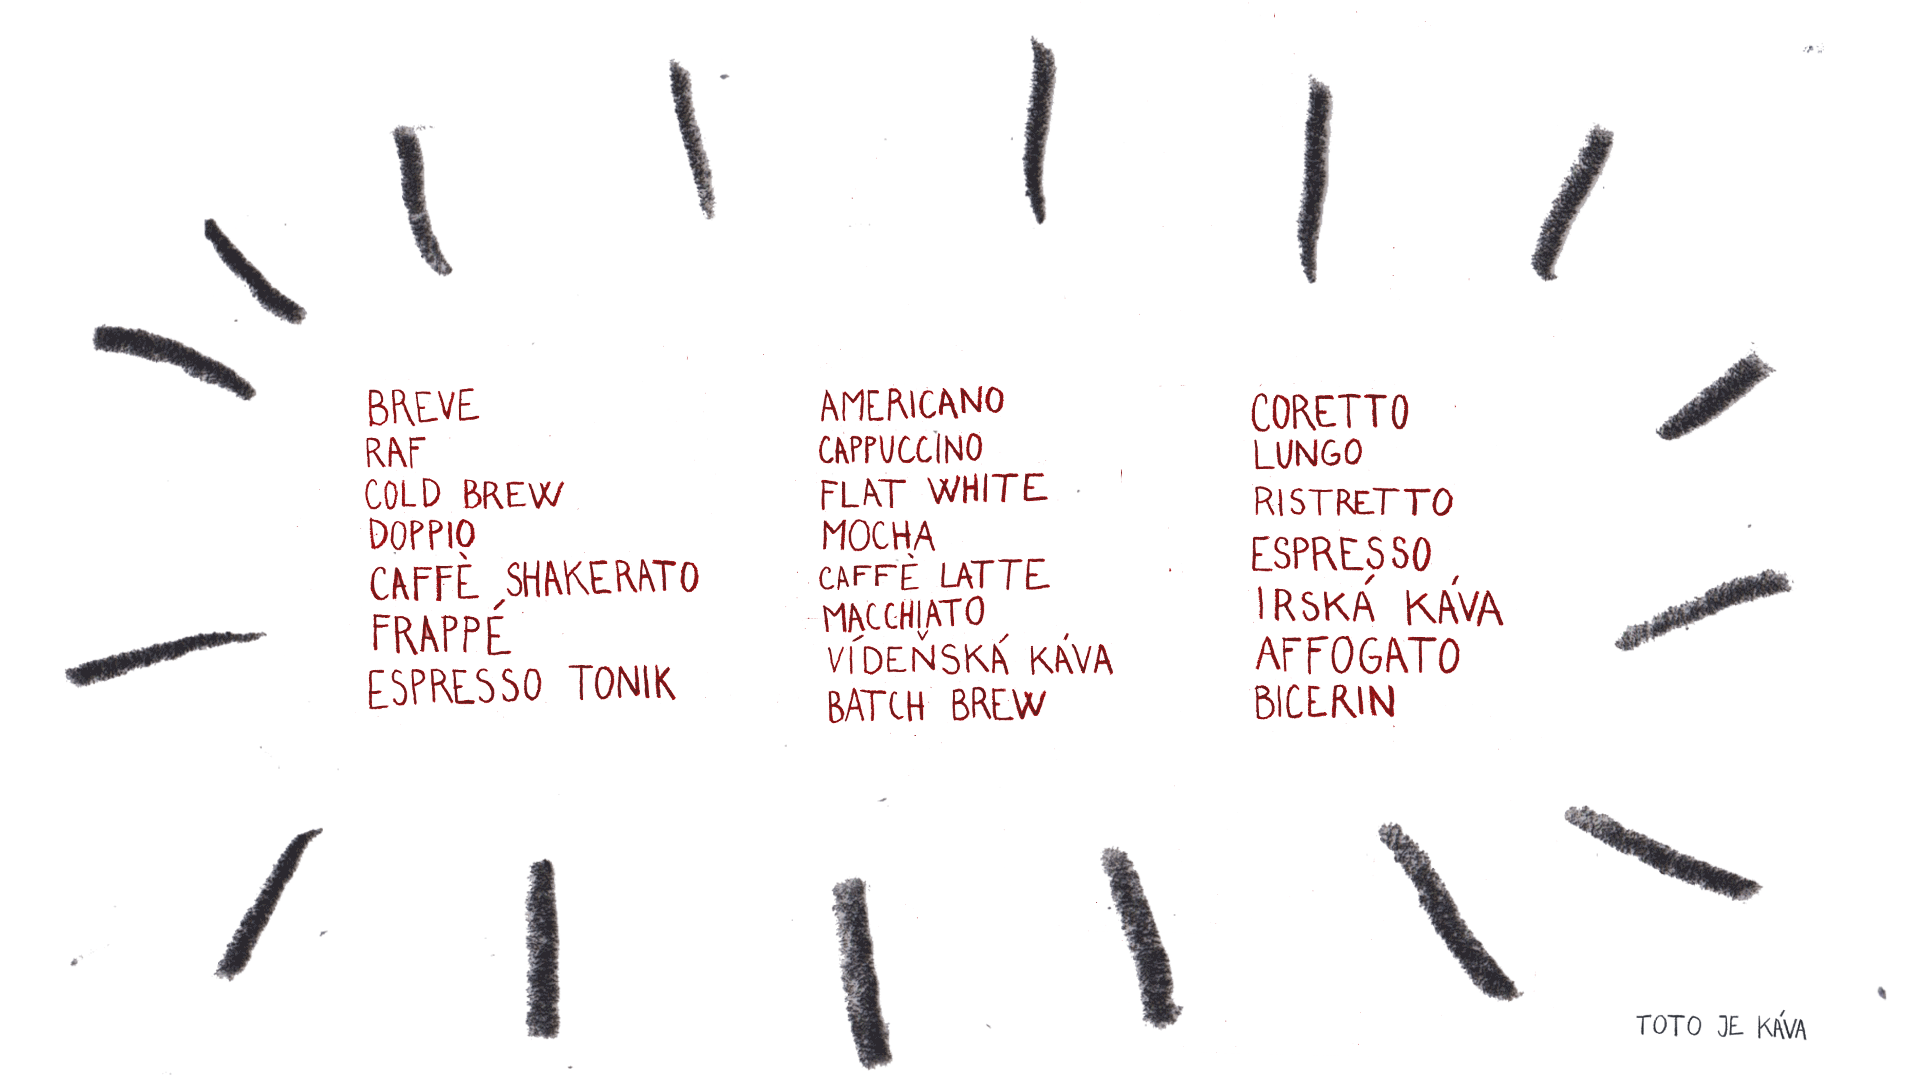 BREVE
RAF
COLD BREW
DOPPIO
CAFFÈ SHAKERATO
FRAPPÉ
ESPRESSO TONIK
AMERICANO
CAPPUCCINO
FLAT WHITE
MOCHA
CAFFÈ LATTE
MACCHIATO
VÍDEŇSKÁ KÁVA
BATCH BREW
CORETTO
LUNGO
RISTRETTO
ESPRESSO
IRSKÁ KÁVA
AFFOGATO
BICERIN
TOTO JE KÁVA